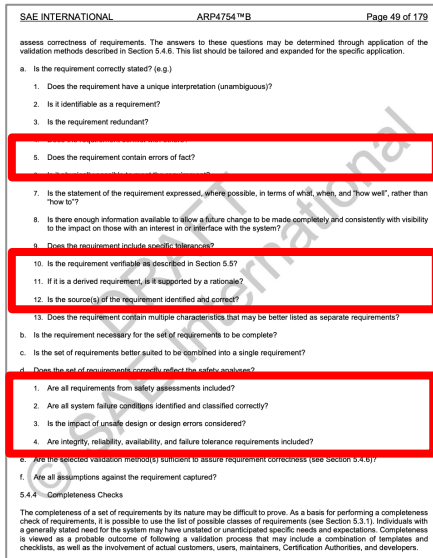 SAE INTERNATIONAL ARP4754™B Page 49 of 179
assess correctness of requirements. The answers to these questions may be determined through application of the
validation methods described in Section 5.4.6. This list should be tailored and expanded for the specific application.
a. Is the requirement correctly stated? (e.g.)
1. Does the requirement have a unique interpretation (unambiguous)?
2. Is it identifiable as a requirement?
3. Is the requirement redundant?
5. Does the requirement contain errors of fact?
7. Is the statement of the requirement expressed, where possible, in terms of what, when, and "how well", rather than
"how to"?
8. Is there enough information available to allow a future change to be made completely and consistently with visibility
to the impact on those with an interest in or interface with the system?
9. Does the requirement include specific tolerances?
10. Is the requirement verifiable as described in Section 5.5?
11. If it is a derived requirement, is it supported by a rationale?
12. Is the source(s) of the requirement identified and correct?
13. Does the requirement contain multiple characteristics that may be better listed as separate requirements?
b. Is the requirement necessary for the set of requirements to be complete?
c. Is the set of requirements better suited to be combined into a single requirement?
d. Does the set of requirements correctly reflect the safety analyses?
1. Are all requirements from safety assessments included?
2. Are all system failure conditions identified and classified correctly?
3. Is the impact of unsafe design or design errors considered?
4. Are integrity, reliability, availability, and failure tolerance requirements included?
e. Are the selected validation method(s) sufficient to assure requirement correctness (see Section 5.4.6)?
f. Are all assumptions against the requirement captured?
5.4.4 Completeness Checks
The completeness of a set of requirements by its nature may be difficult to prove. As a basis for performing a completeness
check of requirements, it is possible to use the list of possible classes of requirements (see Section 5.3.1). Individuals with
a generally stated need for the system may have unstated or unanticipated specific needs and expectations. Completeness
is viewed as a probable outcome of following a validation process that may include a combination of templates and
checklists, as well as the involvement of actual customers, users, maintainers, Certification Authorities, and developers.
DRAFT
© SAE International